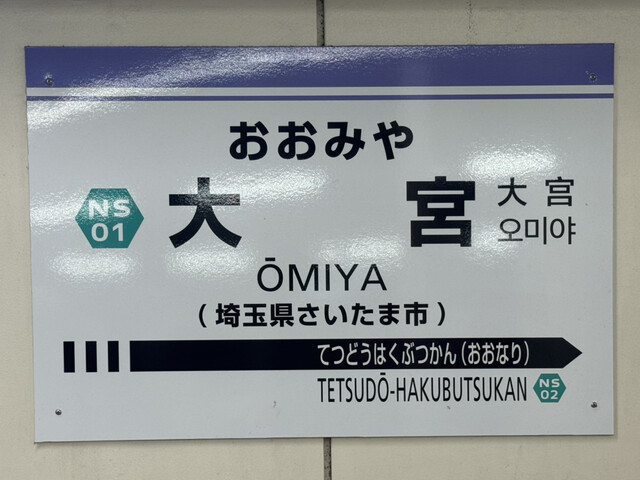 おおみや
NS
01
大宮
大宫
오미야
ŌMIYA
(埼玉県さいたま市)
てつどうはくぶつかん(おおなり)
TETSUDŌ-HAKUBUTSUKAN
NS
02